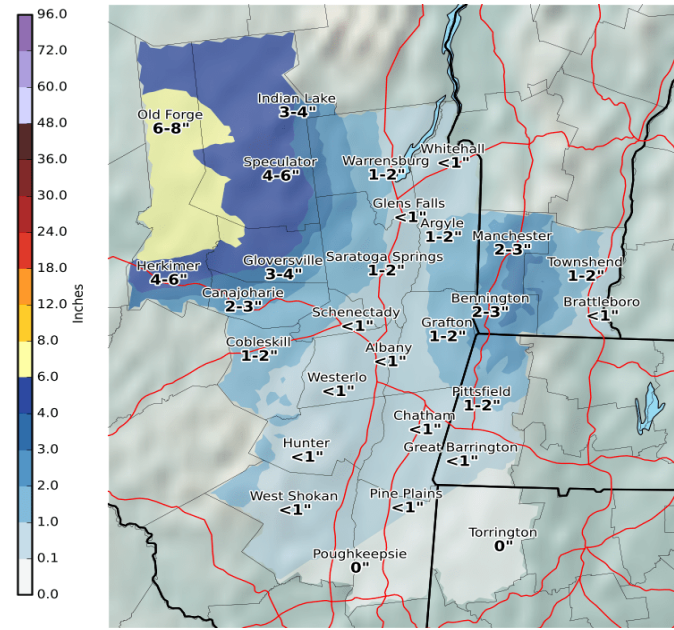 96.0
72.0
60.0
48.0
36.0
30.0
24.0
18.0
12.0
8.0
6.0
4.0
3.0
2.0
1.0
0.1
0.0
Inches
Old Forge
6-8"
Indian Lake
3-4"
Speculator
4-6"
Warrensburg
1-2"
Whitehall
<1"
Glens Falls
<1"
Argyle
1-2"
Manchester
2-3"
Herkimer
4-6"
Gloversville
3-4"
Saratoga Springs
1-2"
Townshend
1-2"
Canajoharie
2-3"
Schenectady
<1"
Bennington
2-3"
Brattleboro
<1"
Grafton
1-2"
Cobleskill
1-2"
Albany
<1"
Westerlo
<1"
Pittsfield
1-2"
Chatham
<1"
Hunter
<1"
Great Barrington
<1"
West Shokan
<1"
Pine Plains
<1"
Torrington
0"
Poughkeepsie
0"